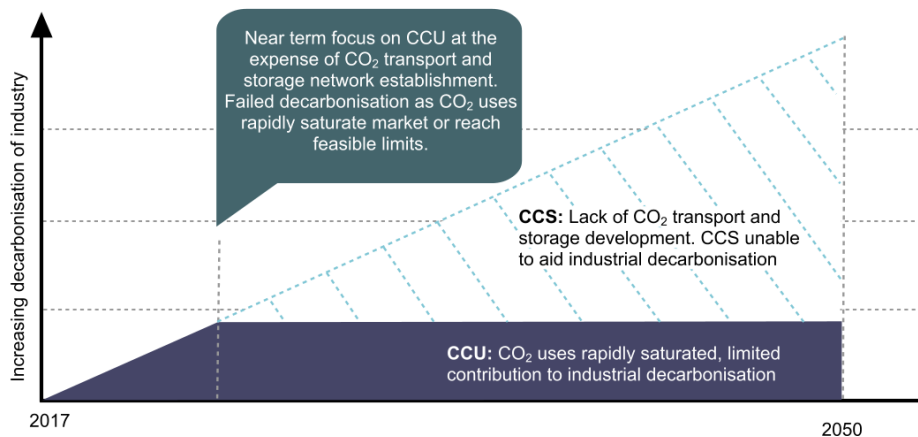 Near term focus on CCU at the
expense of CO₂ transport and
storage network establishment.
Failed decarbonisation as CO₂ uses
rapidly saturate market or reach
feasible limits.
Increasing decarbonisation of industry
CCS: Lack of CO₂ transport and
storage development. CCS unable
to aid industrial decarbonisation
CCU: CO₂ uses rapidly saturated, limited
contribution to industrial decarbonisation
2017
2050